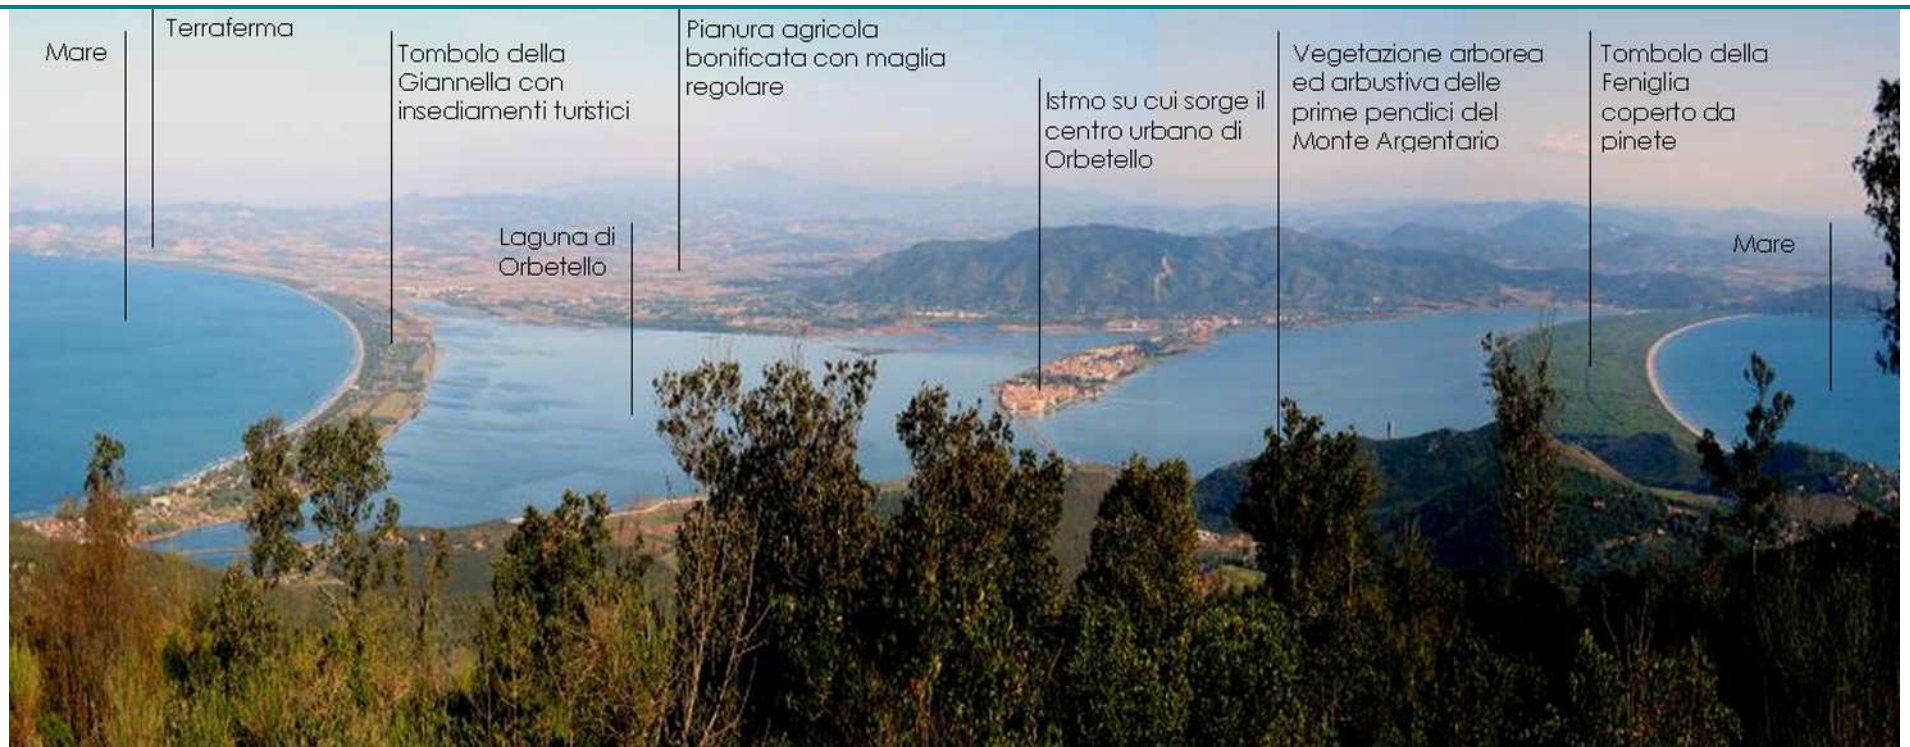 Mare
Terraferma
Tombolo della
Giannella con
insediamenti turistici
Laguna di
Orbetello
Pianura agricola
bonificata con maglia
regolare
Istmo su cui sorge il
centro urbano di
Orbetello
Vegetazione arborea
ed arbustiva delle
prime pendici del
Monte Argentario
Tombolo della
Feniglia
coperto da
pinete
Mare